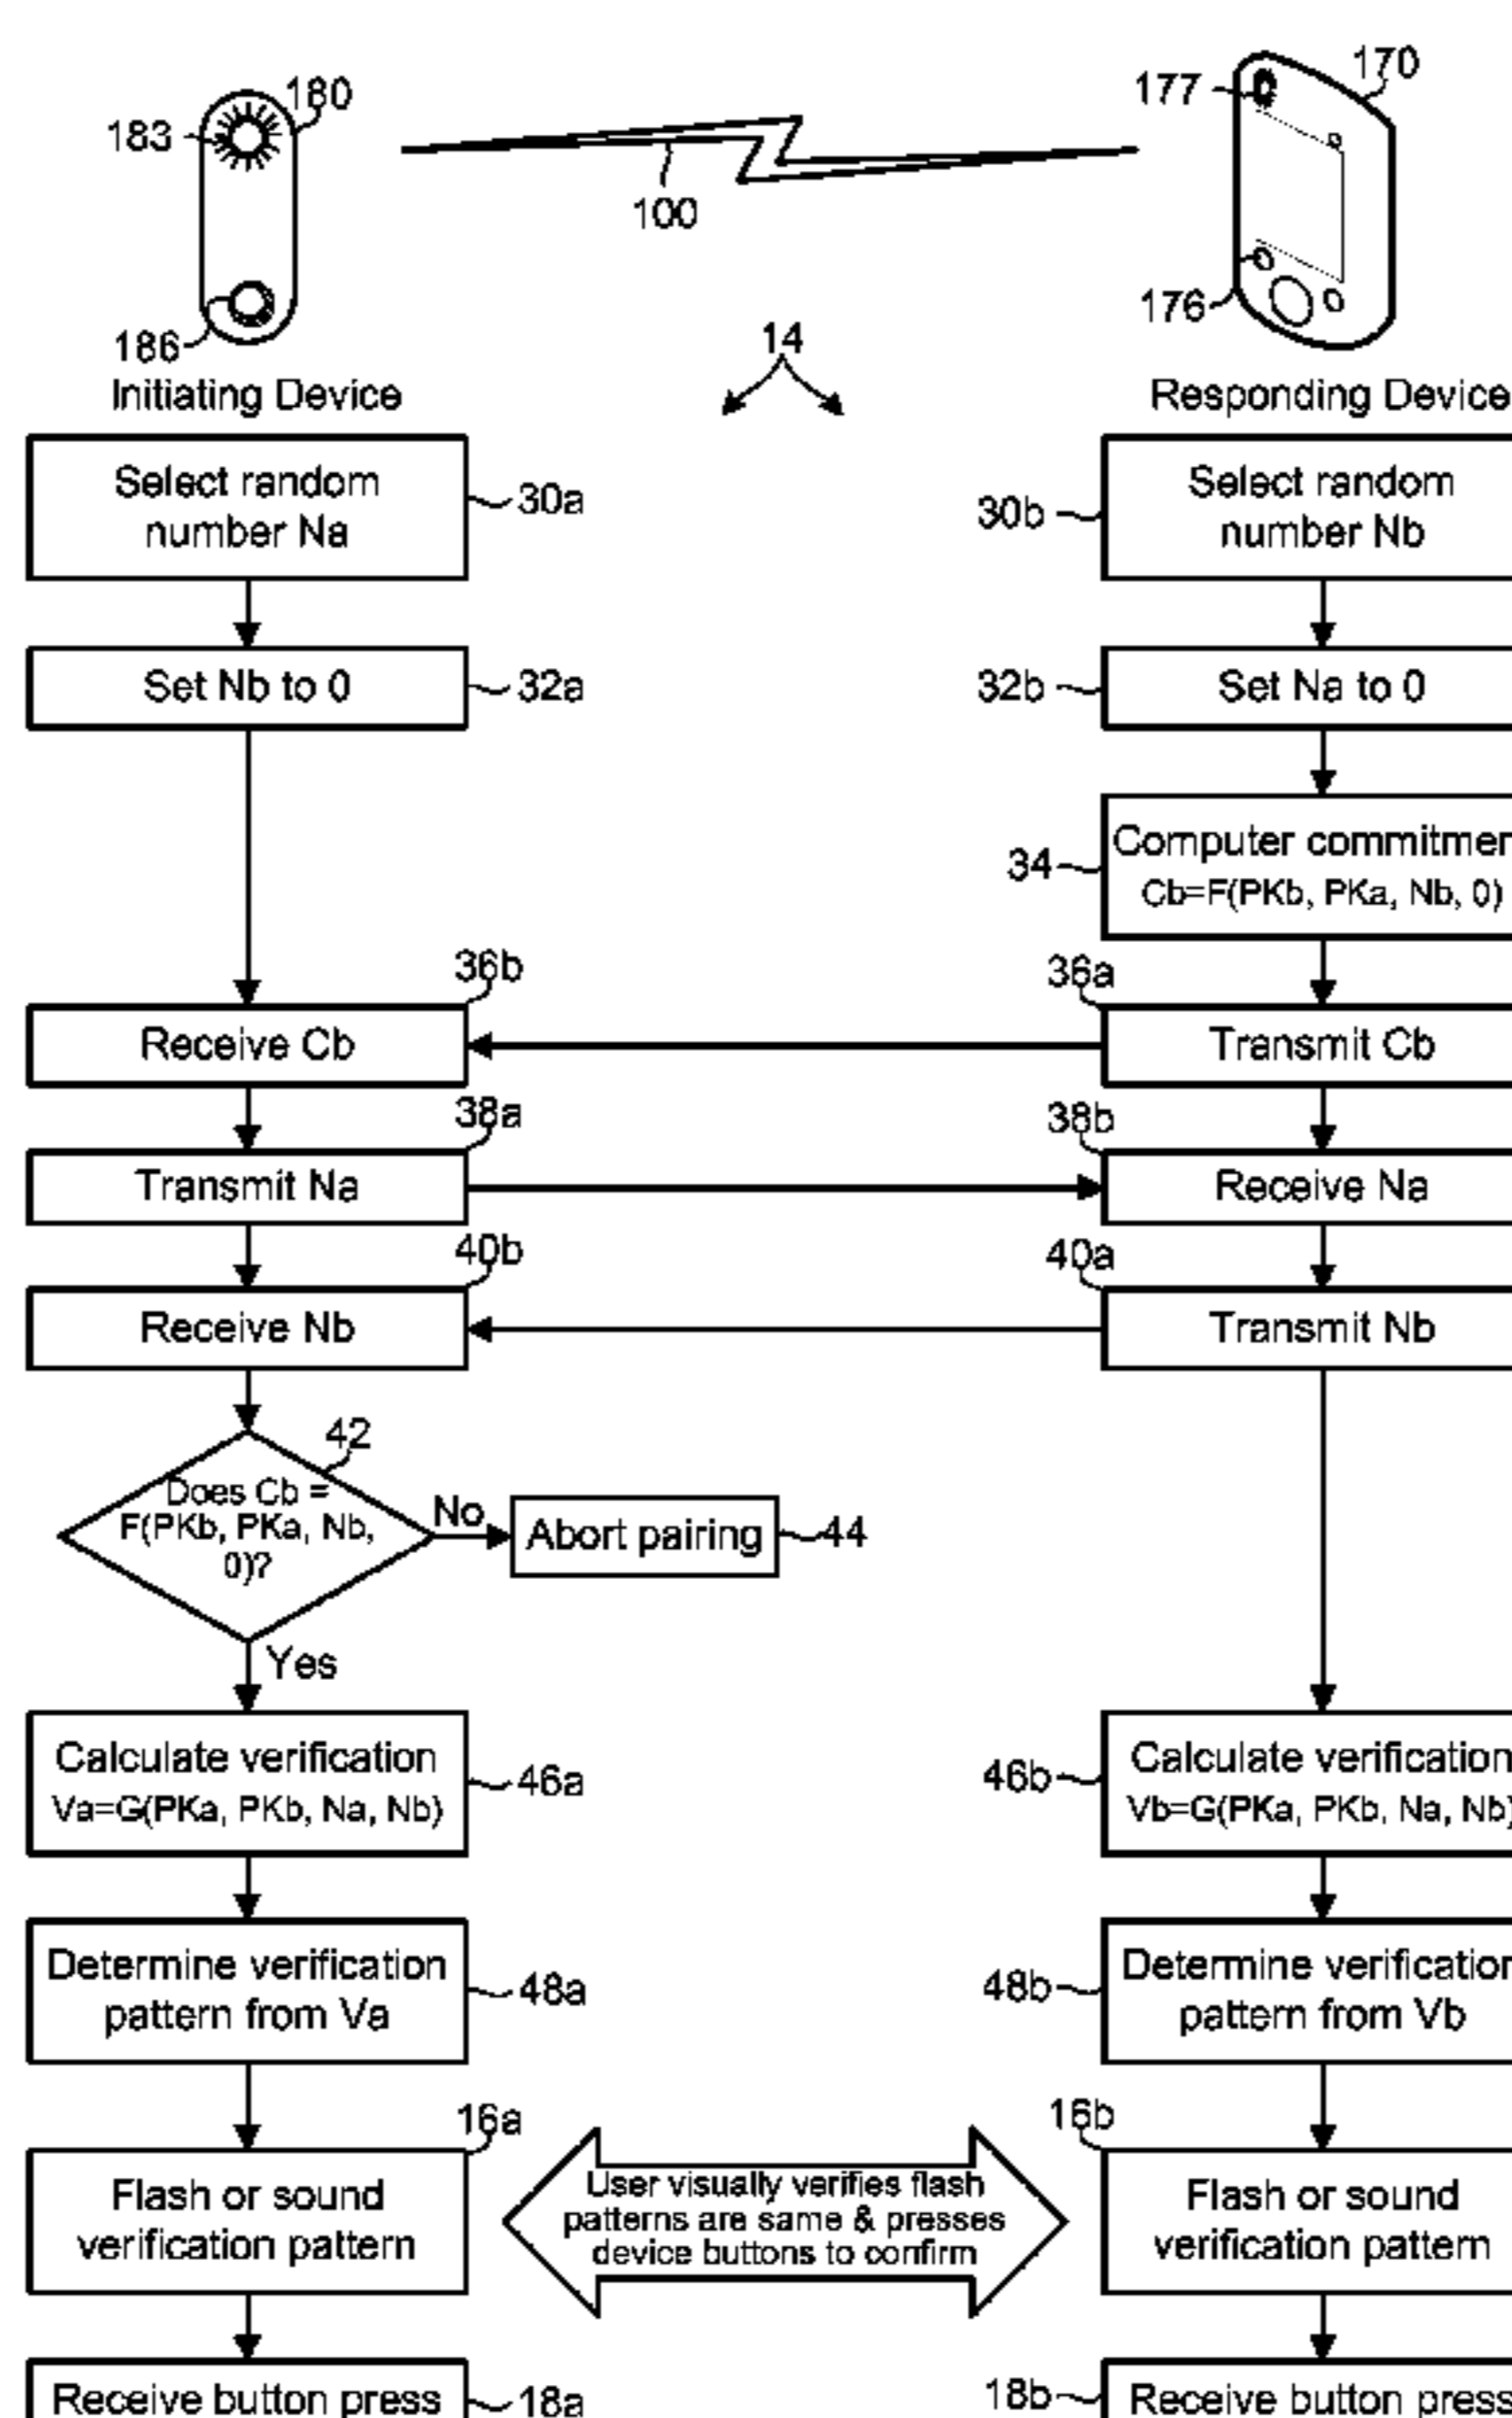 180
183
100
186
177
170
176
14
Initiating Device
Responding Device
Select random
number Na
30a
30b
Select random
number Nb
Set Nb to 0
32a
32b
Set Na to 0
34
Computer commitmen
Cb=F(PKb, PKa, Nb, 0)
36b
36a
Receive Cb
Transmit Cb
38a
38b
Transmit Na
Receive Na
40b
40a
Receive Nb
Transmit Nb
42
Does Cb =
F(PKb, PKa, Nb,
0)?
No
Abort pairing
44
Yes
Calculate verification
Va=G(PKa, PKb, Na, Nb)
46a
46b
Calculate verification
Vb=G(PKa, PKb, Na, Nb)
Determine verification
pattern from Va
48a
48b
Determine verification
pattern from Vb
16a
16b
Flash or sound
verification pattern
User visually verifies flash
patterns are same & presses
device buttons to confirm
Flash or sound
verification pattern
Receive button press
18a
18b
Receive button press